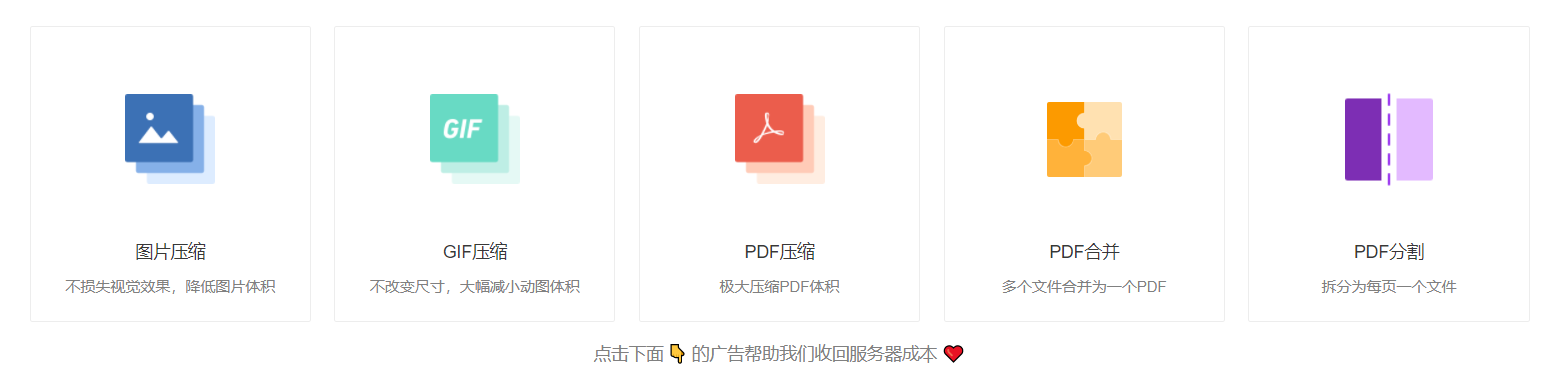 GIF
图片压缩
不损失视觉效果，降低图片体积
GIF压缩
不改变尺寸，大幅减小动图体积
PDF压缩
极大压缩PDF体积
PDF合并
多个文件合并为一个PDF
PDF分割
拆分为每页一个文件
点击下面👇的广告帮助我们收回服务器成本❤️